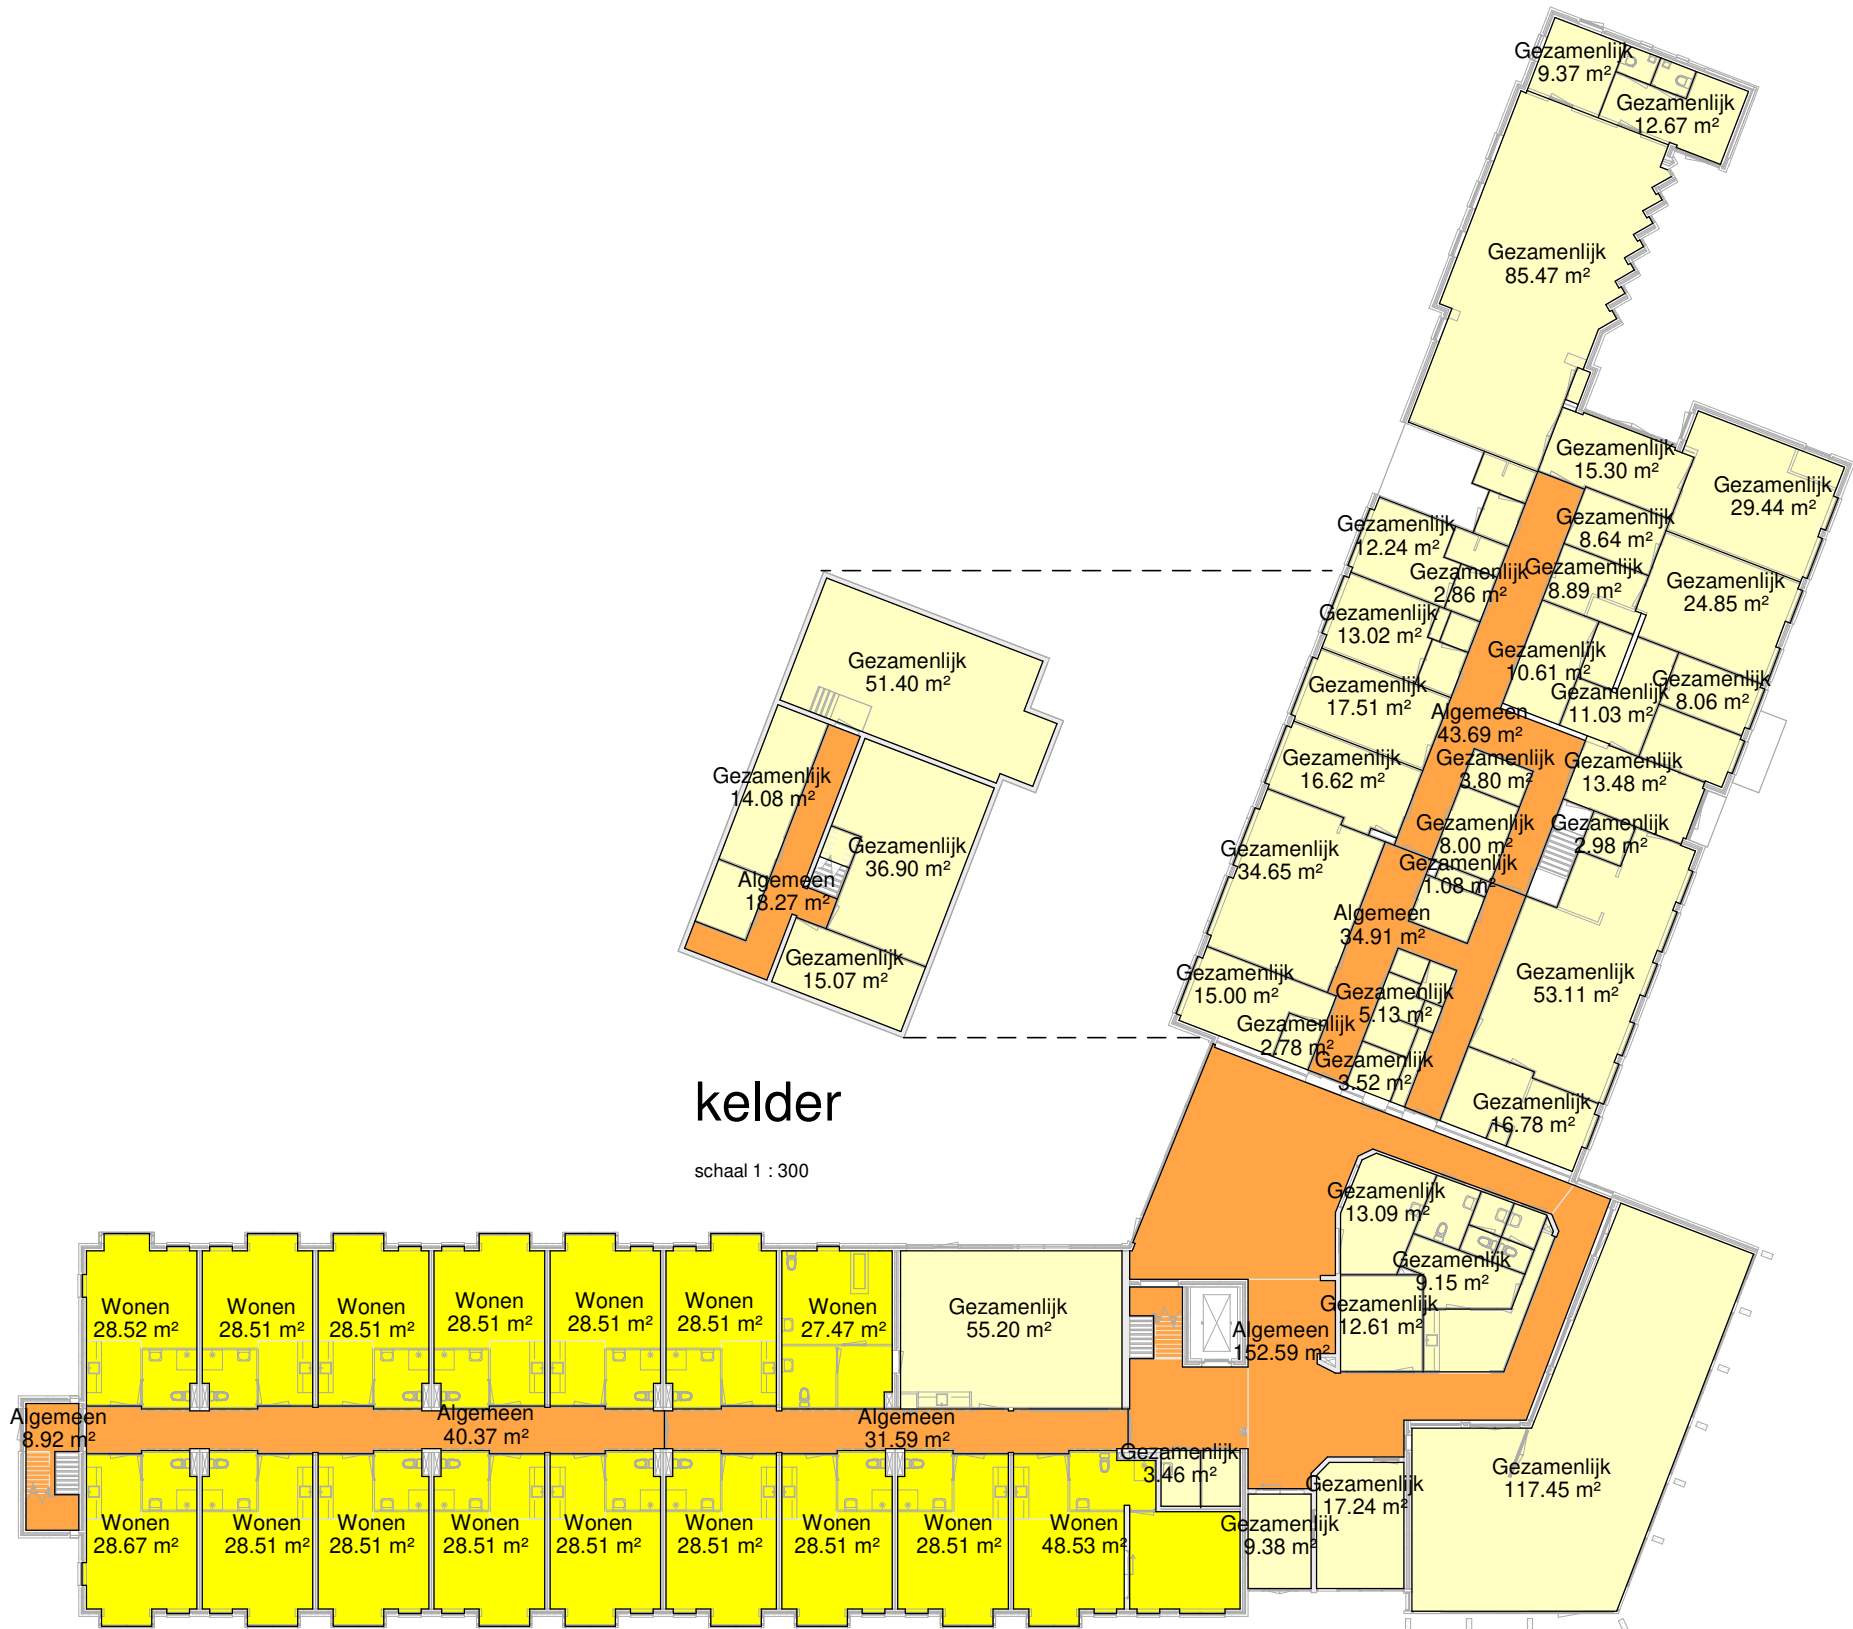 Gezamenlijk
9.37 m²
Gezamenlijk
12.67 m²
Gezamenlijk
85.47 m²
Gezamenlijk
15.30 m²
Gezamenlijk
29.44 m²
Gezamenlijk
12.24 m²
Gezamenlijk
8.64 m²
Gezamenlijk
2.86 m²
Gezamenlijk
8.89 m²
Gezamenlijk
24.85 m²
Gezamenlijk
13.02 m²
Gezamenlijk
10.61 m²
Gezamenlijk
17.51 m²
Gezamenlijk
11.03 m²
Gezamenlijk
8.06 m²
Algemeen
43.69 m²
Gezamenlijk
16.62 m²
Gezamenlijk
3.80 m²
Gezamenlijk
13.48 m²
Gezamenlijk
34.65 m²
Gezamenlijk
8.00 m²
Gezamenlijk
2.98 m²
Gezamenlijk
1.08 m²
Algemeen
34.91 m²
Gezamenlijk
15.00 m²
Gezamenlijk
5.13 m²
Gezamenlijk
53.11 m²
Gezamenlijk
2.78 m²
Gezamenlijk
3.52 m²
Gezamenlijk
16.78 m²
Gezamenlijk
51.40 m²
Gezamenlijk
14.08 m²
Gezamenlijk
36.90 m²
Algemeen
18.27 m²
Gezamenlijk
15.07 m²
kelder
schaal 1 : 300
Gezamenlijk
13.09 m²
Gezamenlijk
9.15 m²
Gezamenlijk
12.61 m²
Algemeen
152.59 m²
Wonen
28.52 m²
Wonen
28.51 m²
Wonen
28.51 m²
Wonen
28.51 m²
Wonen
28.51 m²
Wonen
28.51 m²
Wonen
27.47 m²
Gezamenlijk
55.20 m²
Algemeen
8.92 m²
Algemeen
40.37 m²
Algemeen
31.59 m²
Gezamenlijk
3.46 m²
Gezamenlijk
17.24 m²
Gezamenlijk
117.45 m²
Wonen
28.67 m²
Wonen
28.51 m²
Wonen
28.51 m²
Wonen
28.51 m²
Wonen
28.51 m²
Wonen
28.51 m²
Wonen
28.51 m²
Wonen
28.51 m²
Wonen
48.53 m²
Gezamenlijk
9.38 m²